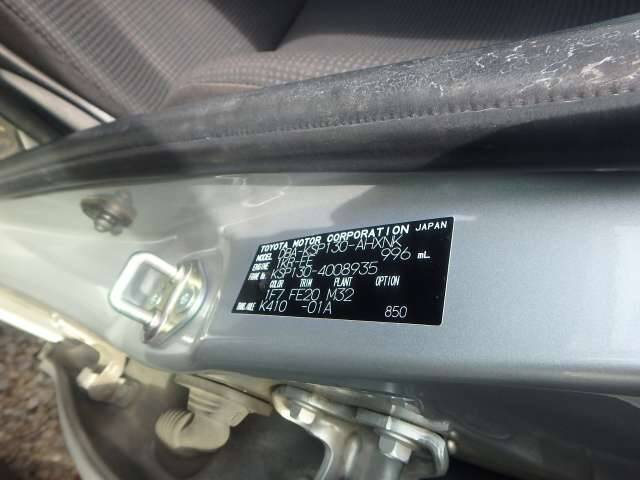 TOYOTA MOTOR CORPORATION JAPAN
MODEL DBA-KSP130-AHXNK
ENGINE 1KR-FE 996 mL
FRAME No. KSP130-4008935
COLOR TRIM PLANT OPTION
1F7 FE20 M32
TRANS./AXLE K410 -01A 850